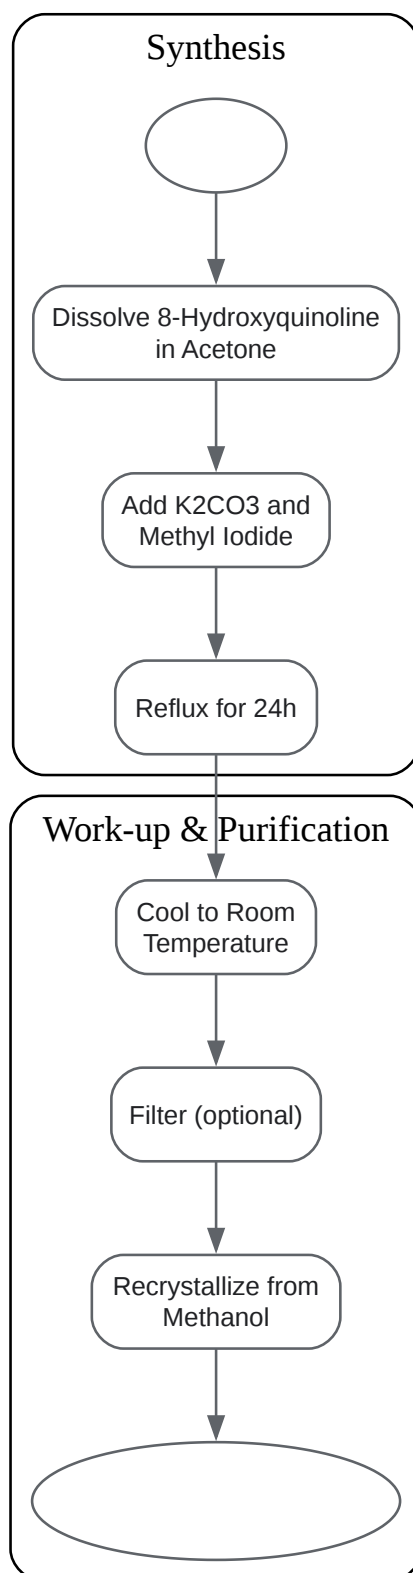 Synthesis
Dissolve 8-Hydroxyquinoline
in Acetone
Add K2CO3 and
Methyl Iodide
Reflux for 24h
Work-up & Purification
Cool to Room
Temperature
Filter (optional)
Recrystallize from
Methanol